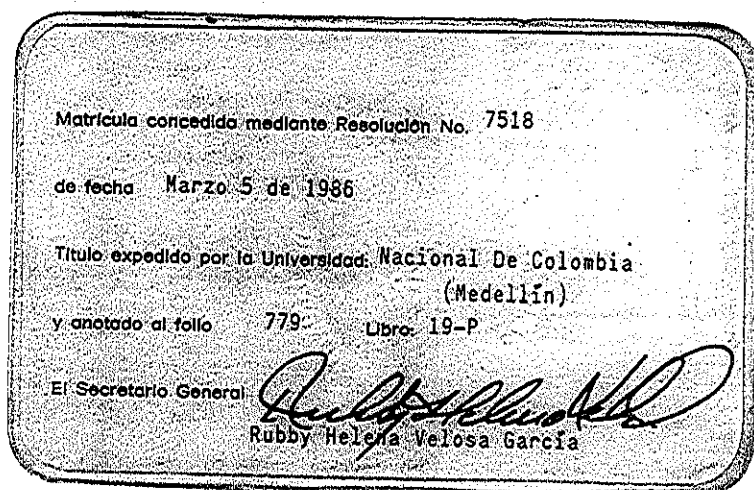 Matrícula concedida mediante Resolución No. 7518
de fecha Marzo 5 de 1986
Título expedido por la Universidad: Nacional De Colombia
(Medellín)
y anotado al folio 779- Libro: 19-P
El Secretario General
Rubby Helena Velosa García